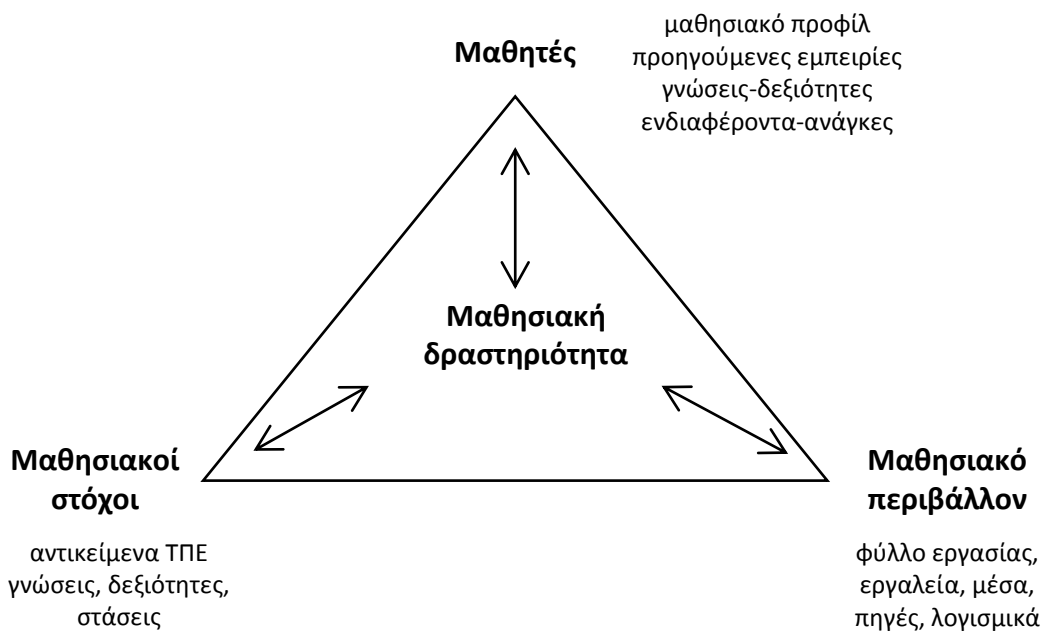 Μαθητές
μαθησιακό προφίλ
προηγούμενες εμπειρίες
γνώσεις-δεξιότητες
ενδιαφέροντα-ανάγκες
Μαθησιακή
δραστηριότητα
Μαθησιακοί
στόχοι
αντικείμενα ΤΠΕ
γνώσεις, δεξιότητες,
στάσεις
Μαθησιακό
περιβάλλον
φύλλο εργασίας,
εργαλεία, μέσα,
πηγές, λογισμικά